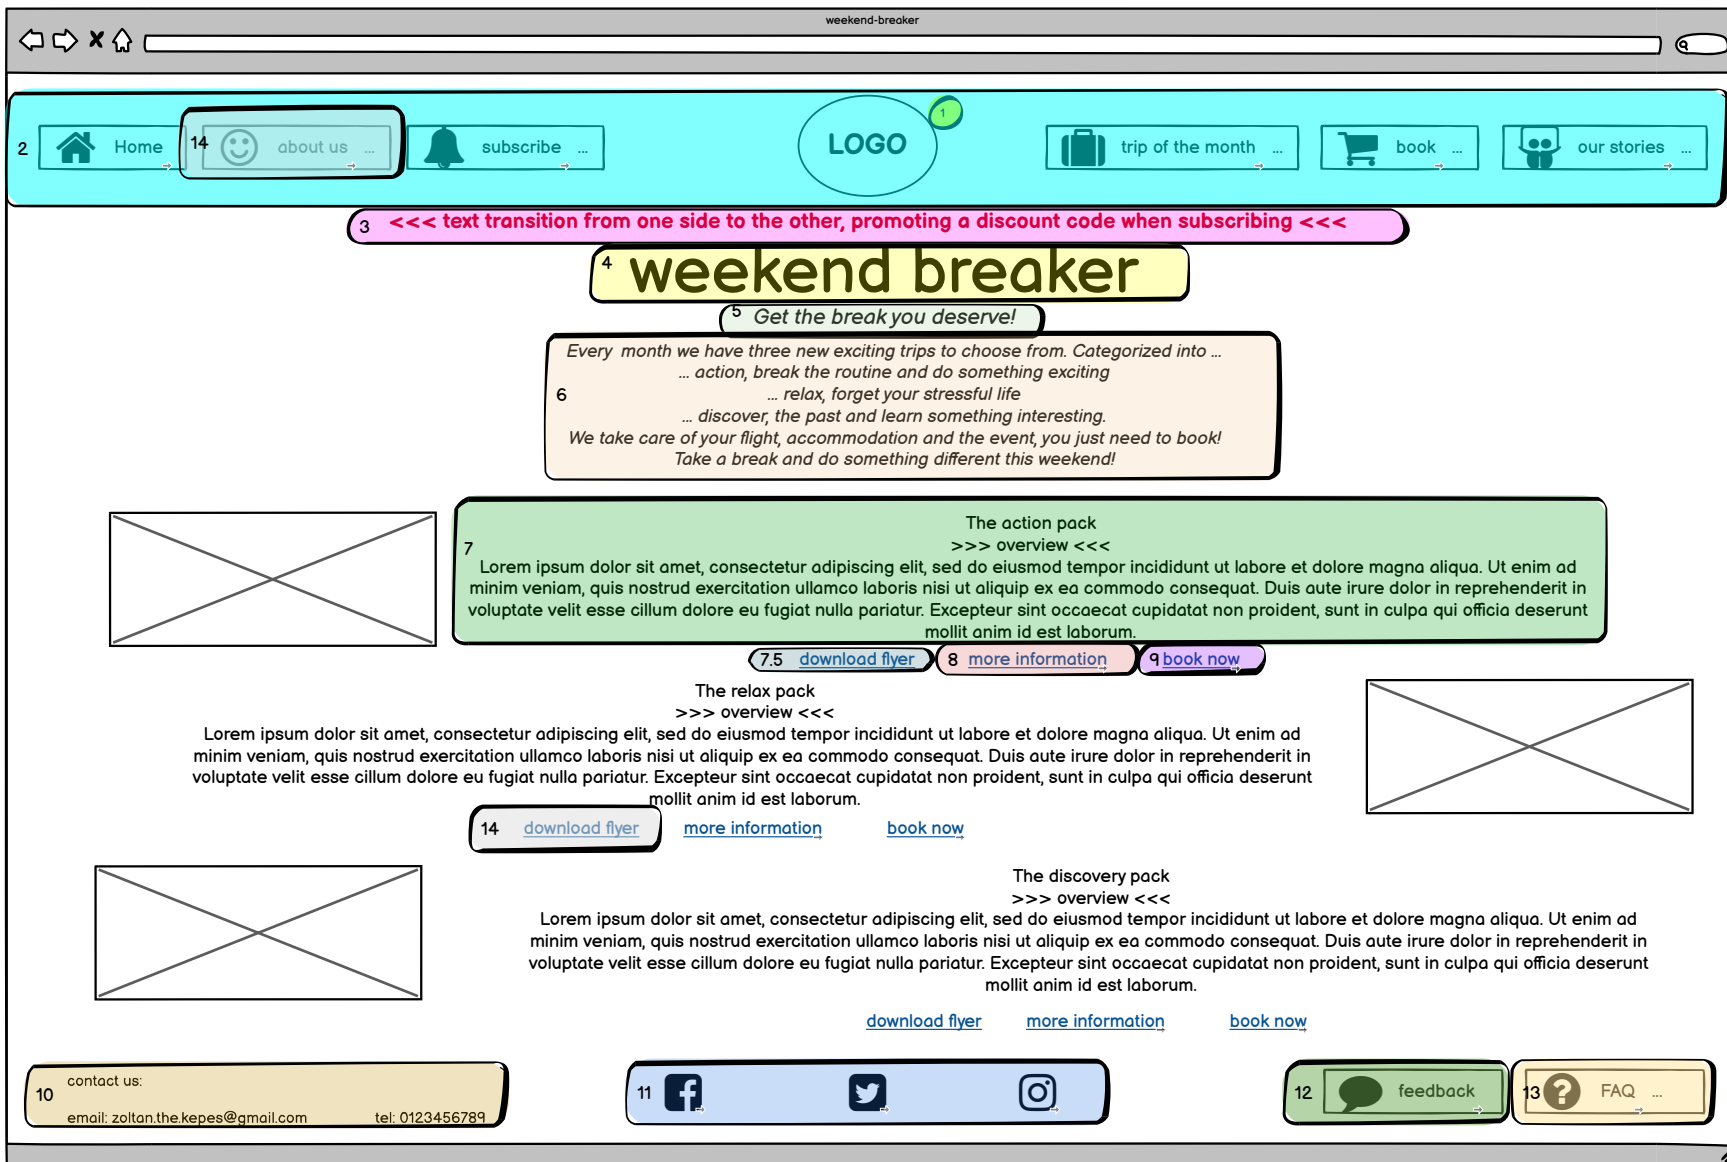 weekend-breaker
2 Home 14 about us ... subscribe ... LOGO 1 trip of the month ... book ... our stories ...
3 <<< text transition from one side to the other, promoting a discount code when subscribing <<<
4 weekend breaker
5 Get the break you deserve!
Every month we have three new exciting trips to choose from. Categorized into ...
... action, break the routine and do something exciting
6 ... relax, forget your stressful life
... discover, the past and learn something interesting.
We take care of your flight, accommodation and the event, you just need to book!
Take a break and do something different this weekend!
The action pack
7 >>> overview <<<
Lorem ipsum dolor sit amet, consectetur adipiscing elit, sed do eiusmod tempor incididunt ut labore et dolore magna aliqua. Ut enim ad
minim veniam, quis nostrud exercitation ullamco laboris nisi ut aliquip ex ea commodo consequat. Duis aute irure dolor in reprehenderit in
voluptate velit esse cillum dolore eu fugiat nulla pariatur. Excepteur sint occaecat cupidatat non proident, sunt in culpa qui officia deserunt
mollit anim id est laborum.
7.5 download flyer 8 more information 9 book now
The relax pack
>>> overview <<<
Lorem ipsum dolor sit amet, consectetur adipiscing elit, sed do eiusmod tempor incididunt ut labore et dolore magna aliqua. Ut enim ad
minim veniam, quis nostrud exercitation ullamco laboris nisi ut aliquip ex ea commodo consequat. Duis aute irure dolor in reprehenderit in
voluptate velit esse cillum dolore eu fugiat nulla pariatur. Excepteur sint occaecat cupidatat non proident, sunt in culpa qui officia deserunt
mollit anim id est laborum.
14 download flyer more information book now
The discovery pack
>>> overview <<<
Lorem ipsum dolor sit amet, consectetur adipiscing elit, sed do eiusmod tempor incididunt ut labore et dolore magna aliqua. Ut enim ad
minim veniam, quis nostrud exercitation ullamco laboris nisi ut aliquip ex ea commodo consequat. Duis aute irure dolor in reprehenderit in
voluptate velit esse cillum dolore eu fugiat nulla pariatur. Excepteur sint occaecat cupidatat non proident, sunt in culpa qui officia deserunt
mollit anim id est laborum.
download flyer more information book now
contact us:
10 11 12 feedback 13 FAQ ...
email: zoltan.the.kepes@gmail.com tel: 0123456789